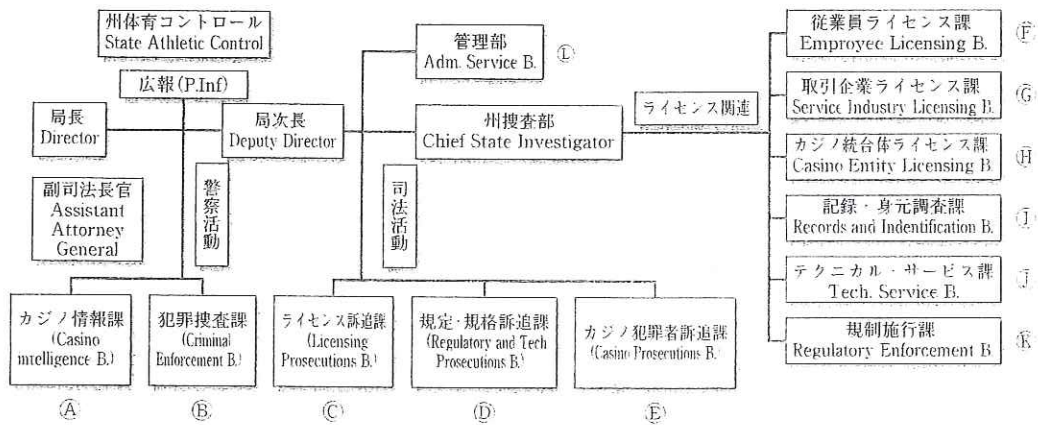 州体育コントロール
State Athletic Control
広報(P.Inf)
局長
Director
局次長
Deputy Director
副司法長官
Assistant
Attorney
General
警察活動
司法活動
管理部
Adm. Service B.
Ⓛ
州捜査部
Chief State Investigator
ライセンス関連
従業員ライセンス課
Employee Licensing B.
Ⓕ
取引企業ライセンス課
Service Industry Licensing B.
Ⓖ
カジノ統合体ライセンス課
Casino Entity Licensing B.
Ⓗ
記録・身元調査課
Records and Indentification B.
Ⓘ
テクニカル・サービス課
Tech. Service B.
Ⓙ
規制施行課
Regulatory Enforcement B.
Ⓚ
カジノ情報課
(Casino
Intelligence B.)
Ⓐ
犯罪捜査課
(Criminal
Enforcement B.)
Ⓑ
ライセンス訴追課
(Licensing
Prosecutions B.)
Ⓒ
規定・規格訴追課
(Regulatory and Tech
Prosecutions B.)
Ⓓ
カジノ犯罪者訴追課
(Casino Prosecutions B.)
Ⓔ